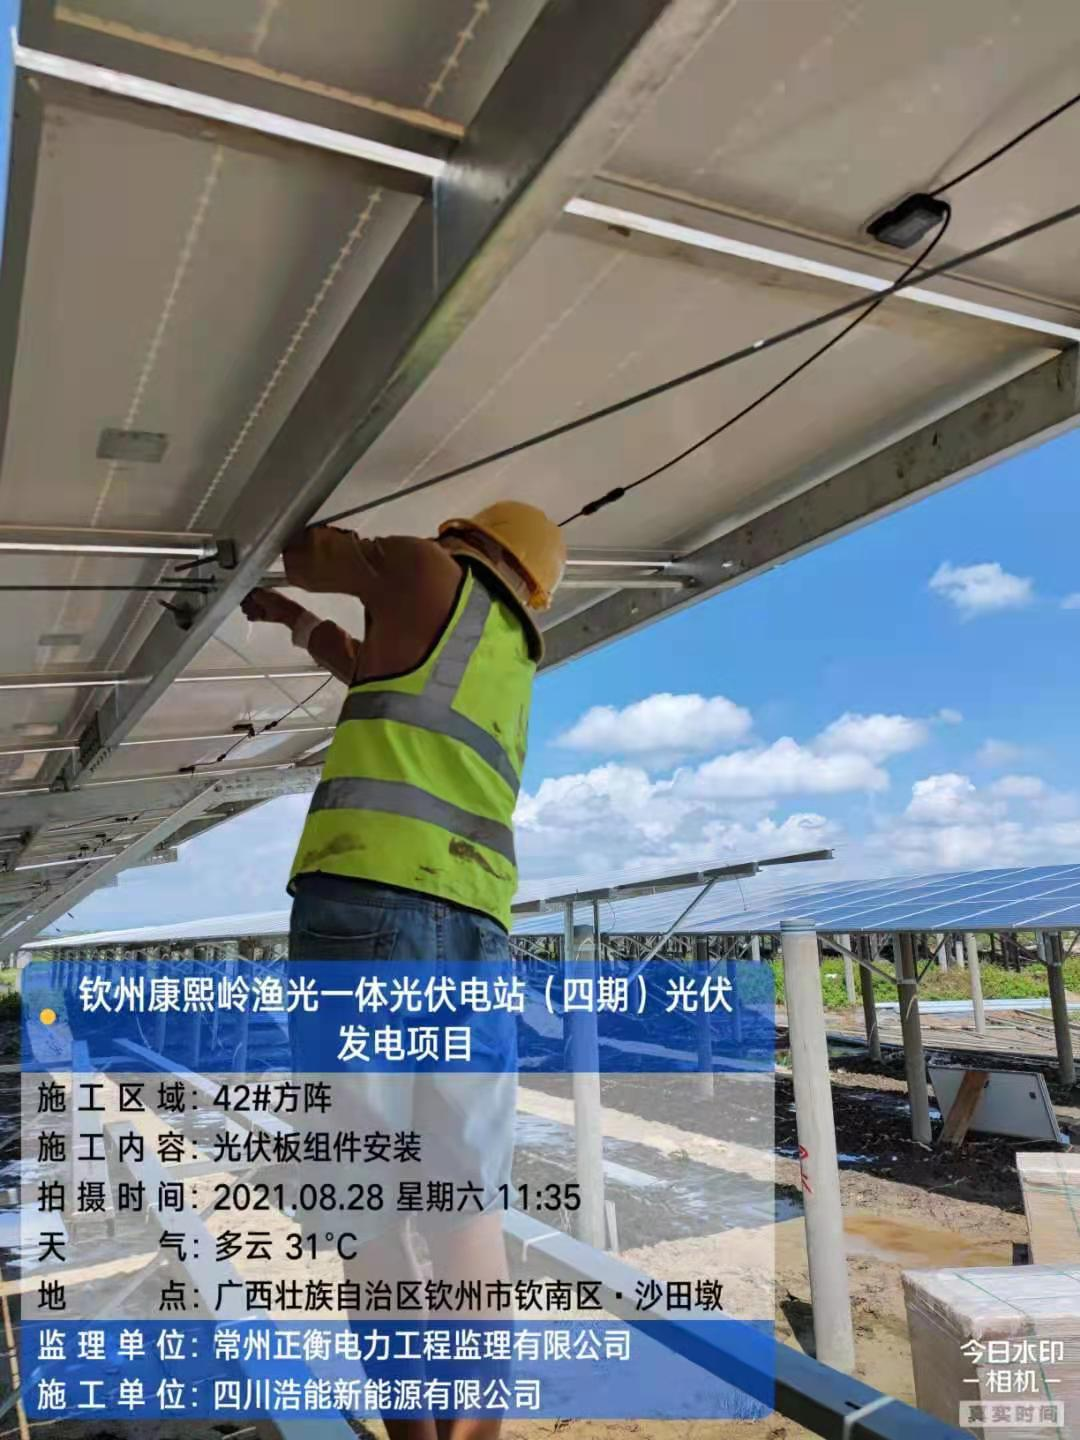 钦州康熙岭渔光一体光伏电站（四期）光伏
发电项目
施工区域：42#方阵
施工内容：光伏板组件安装
拍摄时间：2021.08.28 星期六 11:35
天气：多云 31℃
地点：广西壮族自治区钦州市钦南区·沙田墩
监理单位：常州正衡电力工程监理有限公司
施工单位：四川浩能新能源有限公司
今日水印
-相机-
真实时间